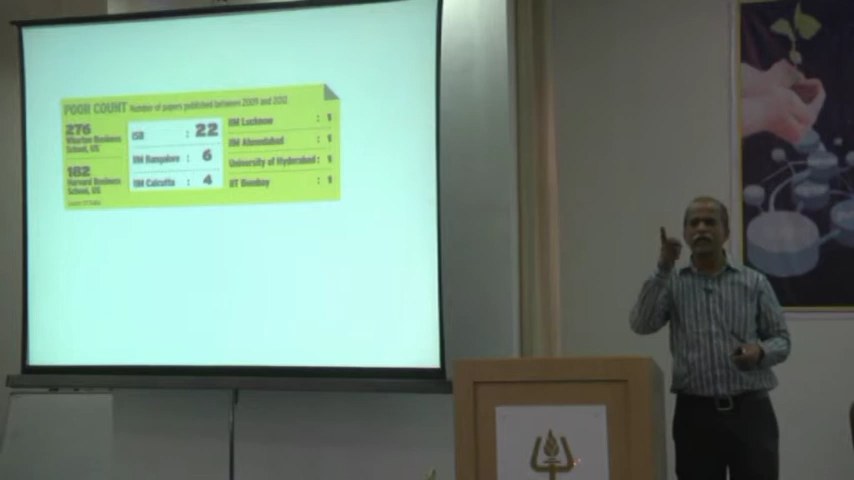 POOR COUNT Number of papers published between 2009 and 2012
276
Wharton Business
School, US
182
Harvard Business
School, US
ISB : 22
IIM Bangalore : 6
IIM Calcutta : 4
IIM Lucknow : 1
IIM Ahmedabad : 1
University of Hyderabad : 1
IIT Bombay : 1